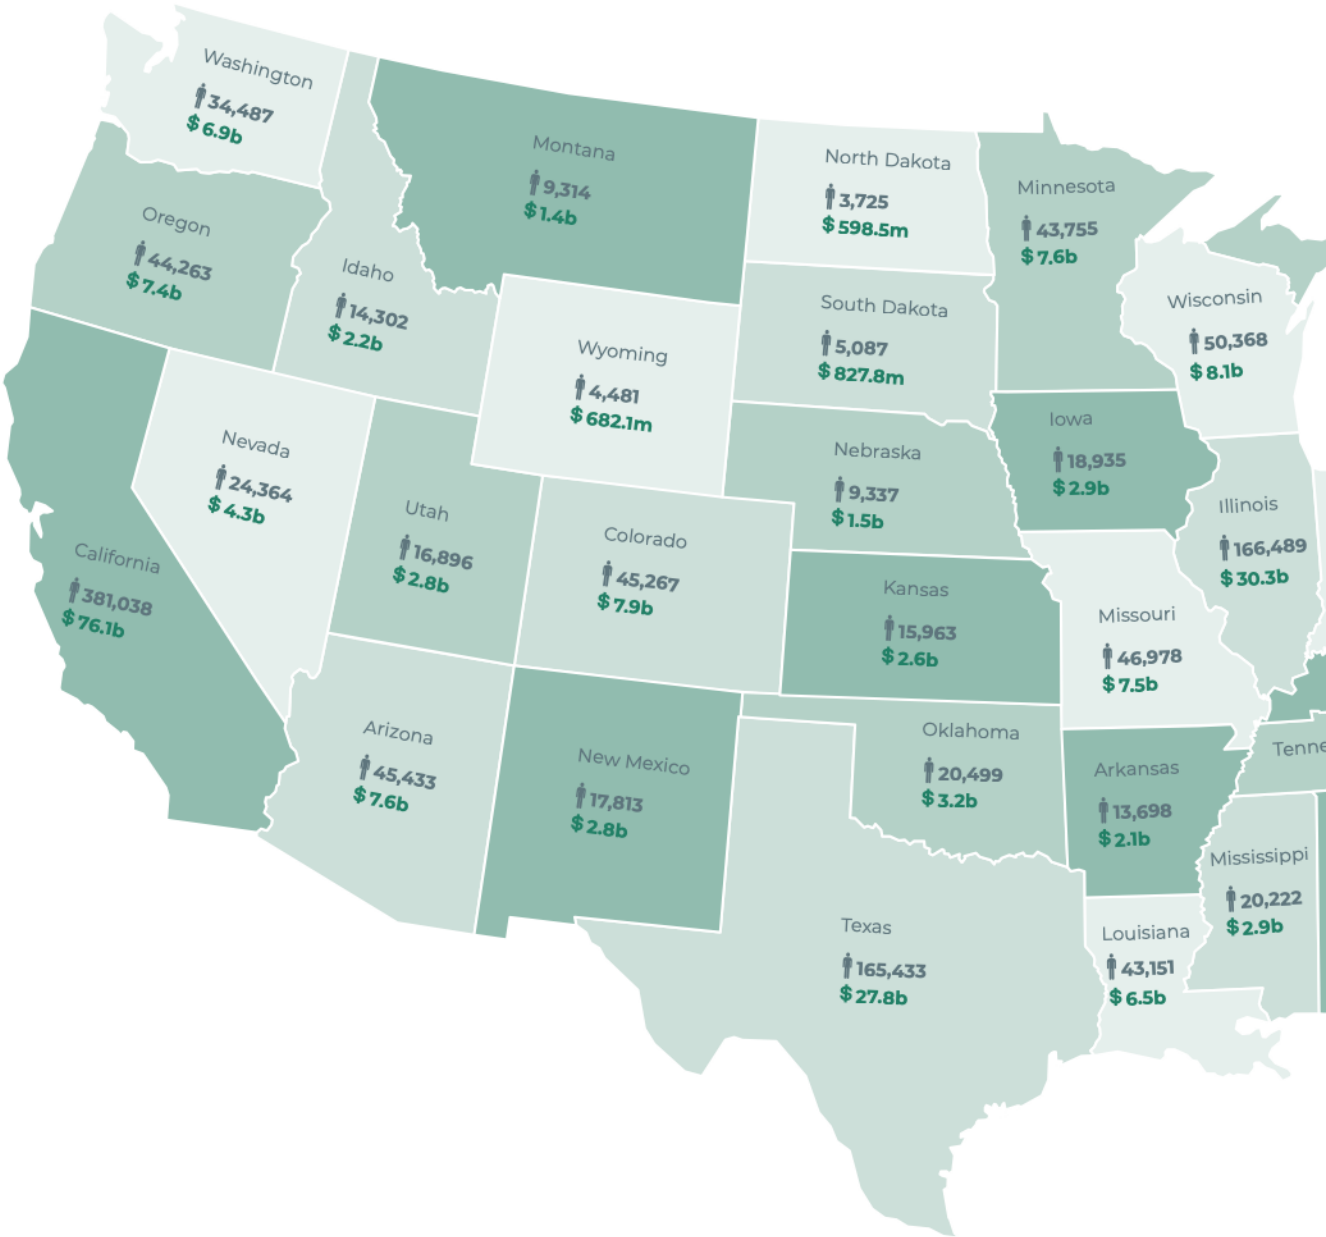 Washington
34,487
$ 6.9b
Montana
9,314
$ 1.4b
North Dakota
3,725
$ 598.5m
Minnesota
43,755
$ 7.6b
Oregon
44,263
$ 7.4b
Idaho
14,302
$ 2.2b
Wyoming
4,481
$ 682.1m
South Dakota
5,087
$ 827.8m
Wisconsin
50,368
$ 8.1b
Nevada
24,364
$ 4.3b
Utah
16,896
$ 2.8b
Colorado
45,267
$ 7.9b
Nebraska
9,337
$ 1.5b
Iowa
18,935
$ 2.9b
Illinois
166,489
$ 30.3b
California
381,038
$ 76.1b
Kansas
15,963
$ 2.6b
Missouri
46,978
$ 7.5b
Arizona
45,433
$ 7.6b
New Mexico
17,813
$ 2.8b
Oklahoma
20,499
$ 3.2b
Arkansas
13,698
$ 2.1b
Tenne
Mississippi
20,222
$ 2.9b
Texas
165,433
$ 27.8b
Louisiana
43,151
$ 6.5b